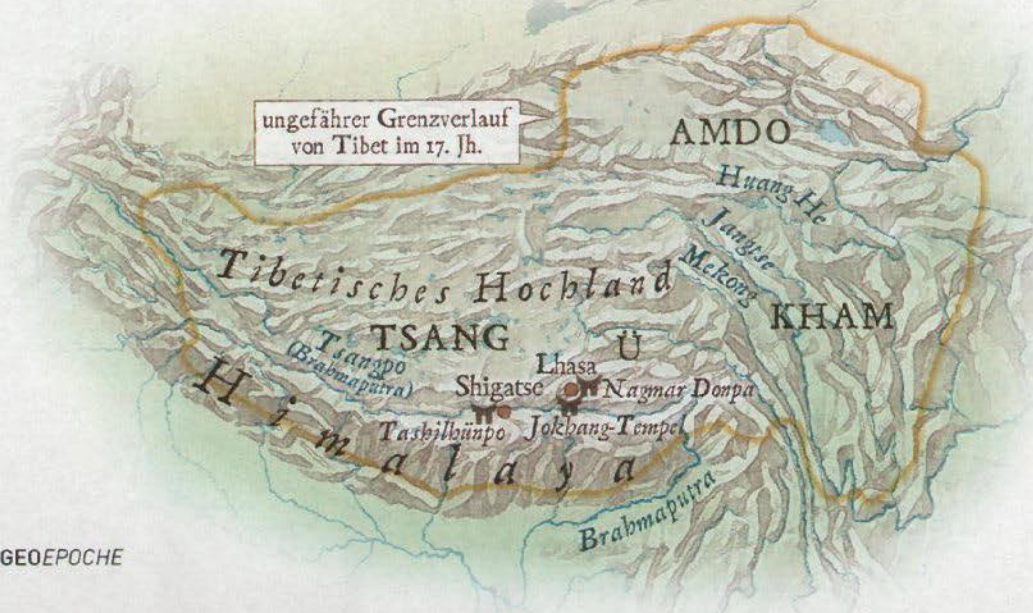 ungefährer Grenzverlauf
von Tibet im 17. Jh.
AMDO
Huang He
Jangtse
Mekong
Tibetisches Hochland
KHAM
TSANG
Ü
Tsangpo
(Brahmaputra)
Lhasa
Shigatse
Nagmar Donpa
Himalaya
Tashilhünpo
Jokhang-Tempel
Brahmaputra
GEOEPOCHE